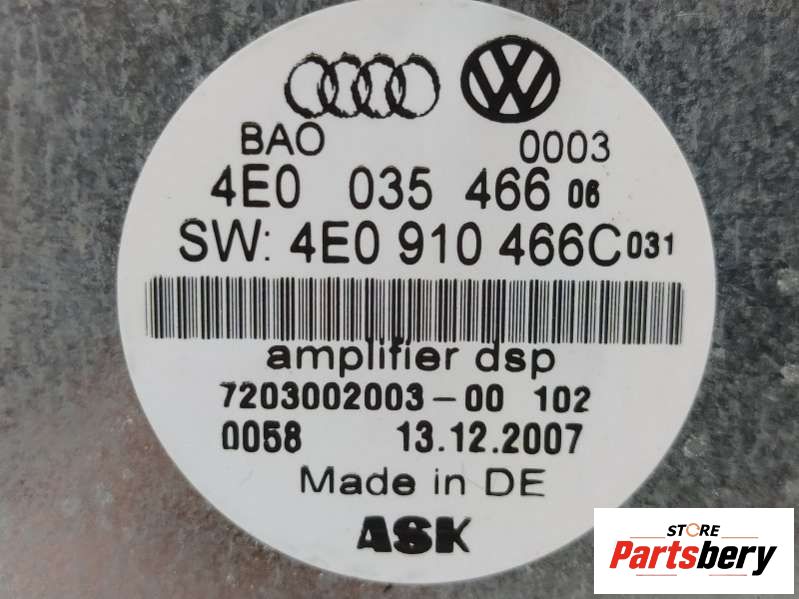 BAO 0003
4E0 035 466 06
SW: 4E0 910 466C 031
amplifier dsp
7203002003-00 102
0058 13.12.2007
Made in DE
ASK
STORE
Partsbery